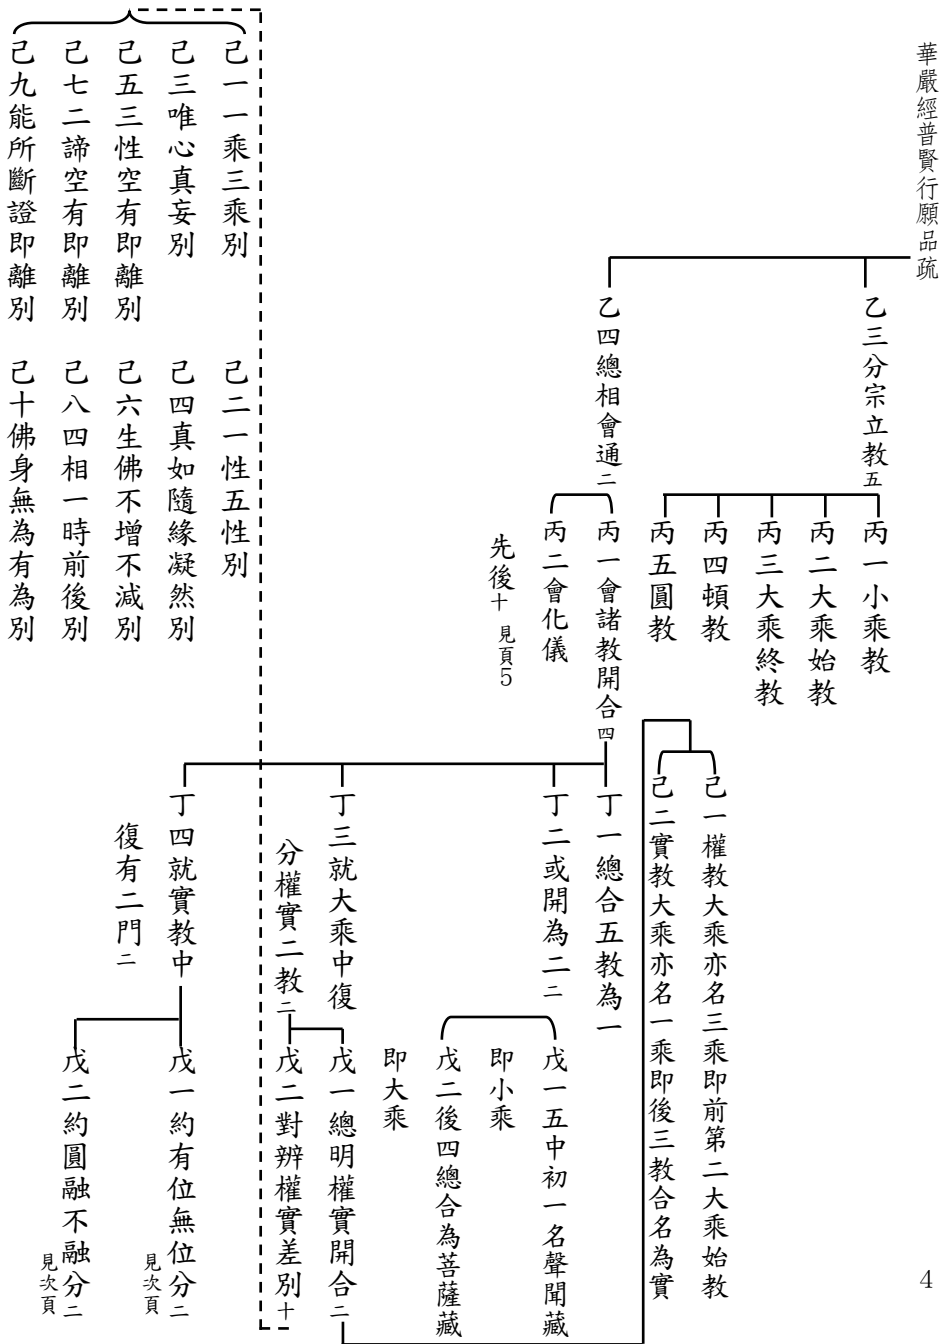 華嚴經普賢行願品疏
乙三分宗立教五
丙一小乘教
丙二大乘始教
丙三大乘終教
丙四頓教
丙五圓教
乙四總相會通二
丙一會諸教開合四
丙二會化儀
先後十 見頁5
丁一總合五教為一
丁二或開為二二
戊一五中初一名聲聞藏
即小乘
戊二後四總合為菩薩藏
即大乘
丁三就大乘中復
分權實二教二
戊一總明權實開合二
己一權教大乘亦名三乘即前第二大乘始教
己二實教大乘亦名一乘即後三教合名為實
戊二對辨權實差別十
己一一乘三乘別
己二一性五性別
己三唯心真妄別
己四真如隨緣凝然別
己五三性空有即離別
己六生佛不增不減別
己七二諦空有即離別
己八四相一時前後別
己九能所斷證即離別
己十佛身無為有為別
丁四就實教中
復有二門二
戊一約有位無位分二
見次頁
戊二約圓融不融分二
見次頁
4